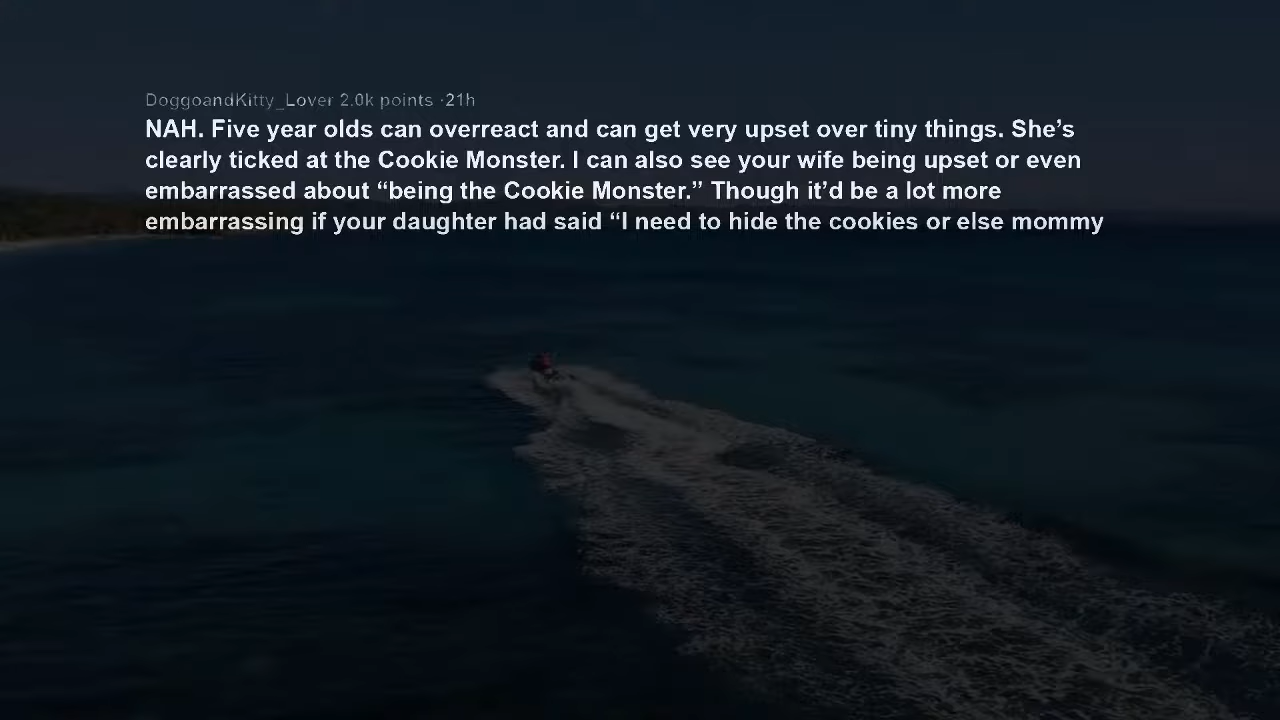 DoggoandKitty_Lover 2.0k points ·21h
NAH. Five year olds can overreact and can get very upset over tiny things. She’s
clearly ticked at the Cookie Monster. I can also see your wife being upset or even
embarrassed about “being the Cookie Monster.” Though it’d be a lot more
embarrassing if your daughter had said “I need to hide the cookies or else mommy